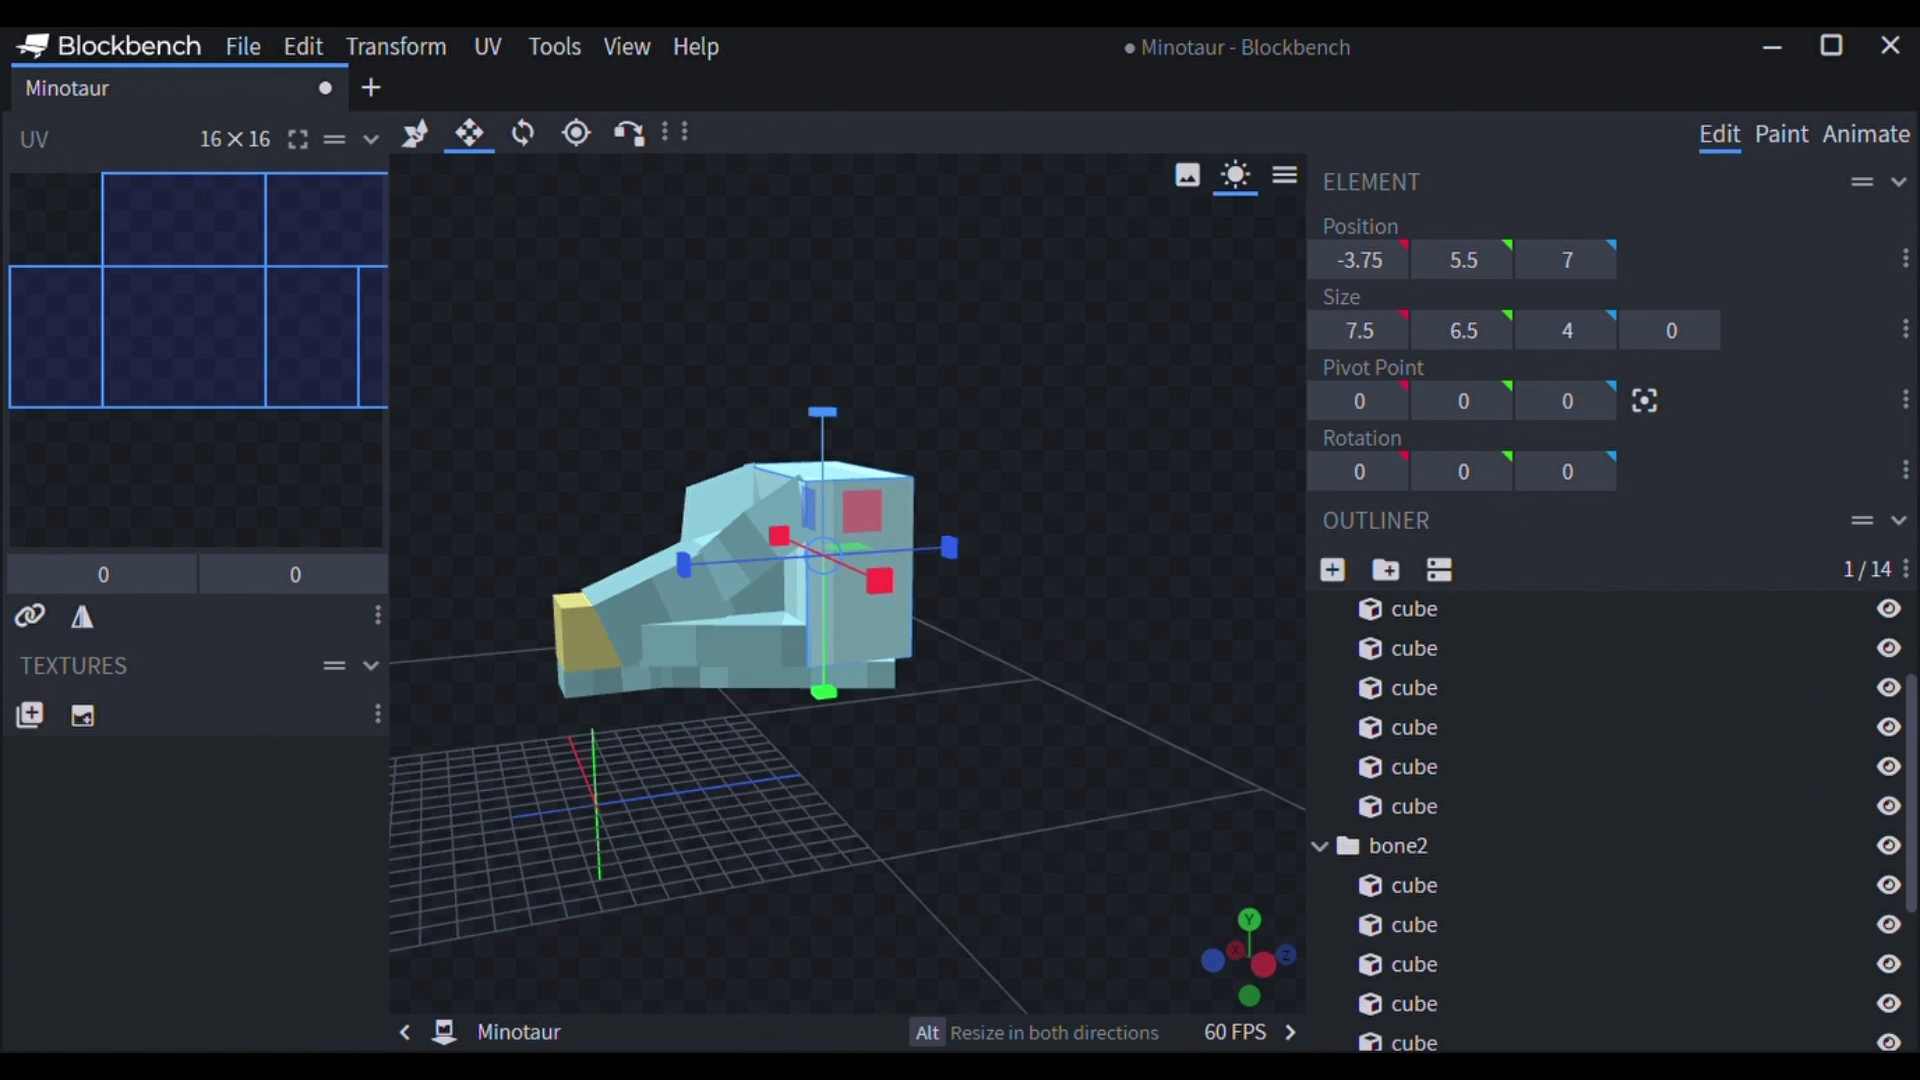 Blockbench File Edit Transform UV Tools View Help
Minotaur - Blockbench
Minotaur
UV 16×16
Edit Paint Animate
ELEMENT
Position
-3.75 5.5 7
Size
7.5 6.5 4 0
Pivot Point
0 0 0
Rotation
0 0 0
OUTLINER
1 / 14
cube
cube
cube
cube
cube
cube
bone2
cube
cube
cube
cube
cube
0 0
TEXTURES
Y
X
Z
Minotaur
Alt Resize in both directions 60 FPS